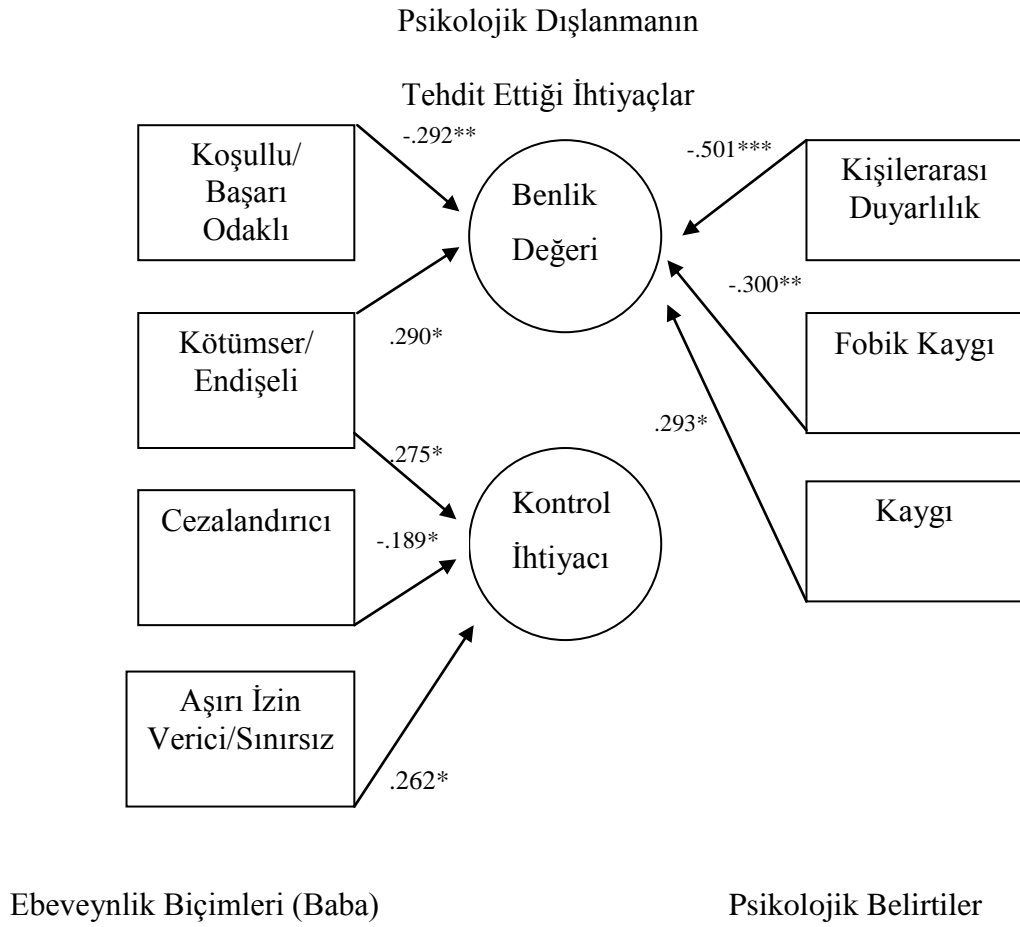 Psikolojik Dışlanmanın
Tehdit Ettiği İhtiyaçlar
Koşullu/
Başarı
Odaklı
-.292**
Benlik
Değeri
-.501***
Kişilerarası
Duyarlılık
-.300**
Kötümser/
Endişeli
.290*
Fobik Kaygı
.293*
.275*
Cezalandırıcı
-.189*
Kontrol
İhtiyacı
Kaygı
Aşırı İzin
Verici/Sınırsız
.262*
Ebeveynlik Biçimleri (Baba)
Psikolojik Belirtiler